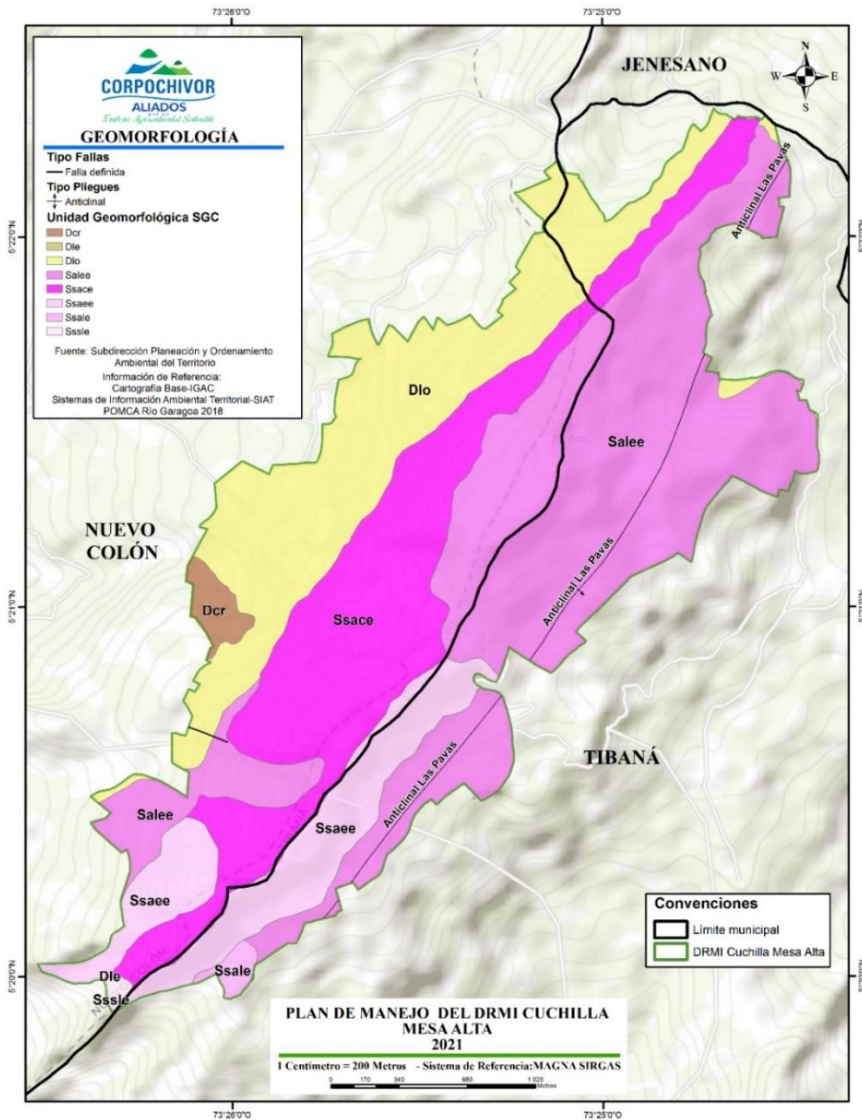 73°26'0"W
73°25'0"W
JENESANO
N
W E
S
CORPOCHIVOR
ALIADOS
GEOMORFOLOGÍA
Tipo Fallas
Falla definida
Tipo Pliegues
Anticlinal
Unidad Geomorfológica SGC
Dcr
Dle
Dlo
Salee
Ssace
Ssaee
Ssale
Sssle
Fuente: Subdirección Planeación y Ordenamiento
Ambiental del Territorio
Información de Referencia:
Cartografía Base-IGAC
Sistemas de Información Ambiental Territorial-SIAT
POMCA Río Garagoa 2018
Anticlinal Las Pavas
5°22'0"N
Dlo
Salee
NUEVO
COLÓN
Anticlinal Las Pavas
5°21'0"N
Dcr
Ssace
TIBANÁ
Anticlinal Las Pavas
Salee
Ssaee
Ssaee
Convenciones
Límite municipal
DRMI Cuchilla Mesa Alta
Dle
Ssale
5°20'0"N
Sssle
PLAN DE MANEJO DEL DRMI CUCHILLA
MESA ALTA
2021
1 Centímetro = 200 Metros - Sistema de Referencia:MAGNA SIRGAS
0 170 340 680 1.020
Metros
73°26'0"W
73°25'0"W